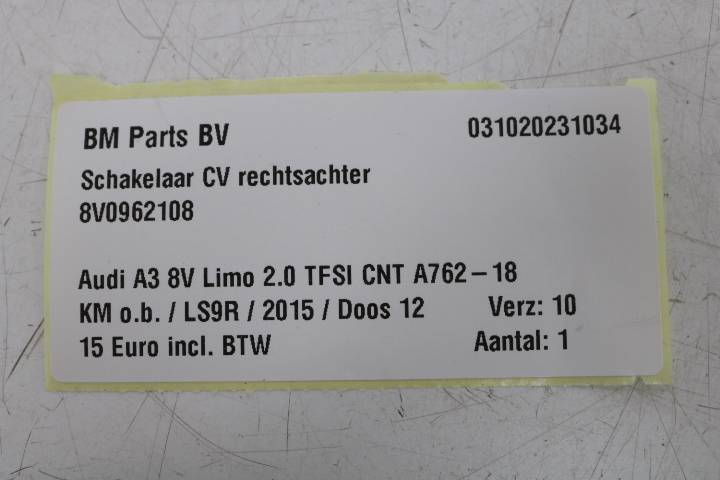 BM Parts BV 031020231034
Schakelaar CV rechtsachter
8V0962108
Audi A3 8V Limo 2.0 TFSI CNT A762-18
KM o.b. / LS9R / 2015 / Doos 12 Verz: 10
15 Euro incl. BTW Aantal: 1